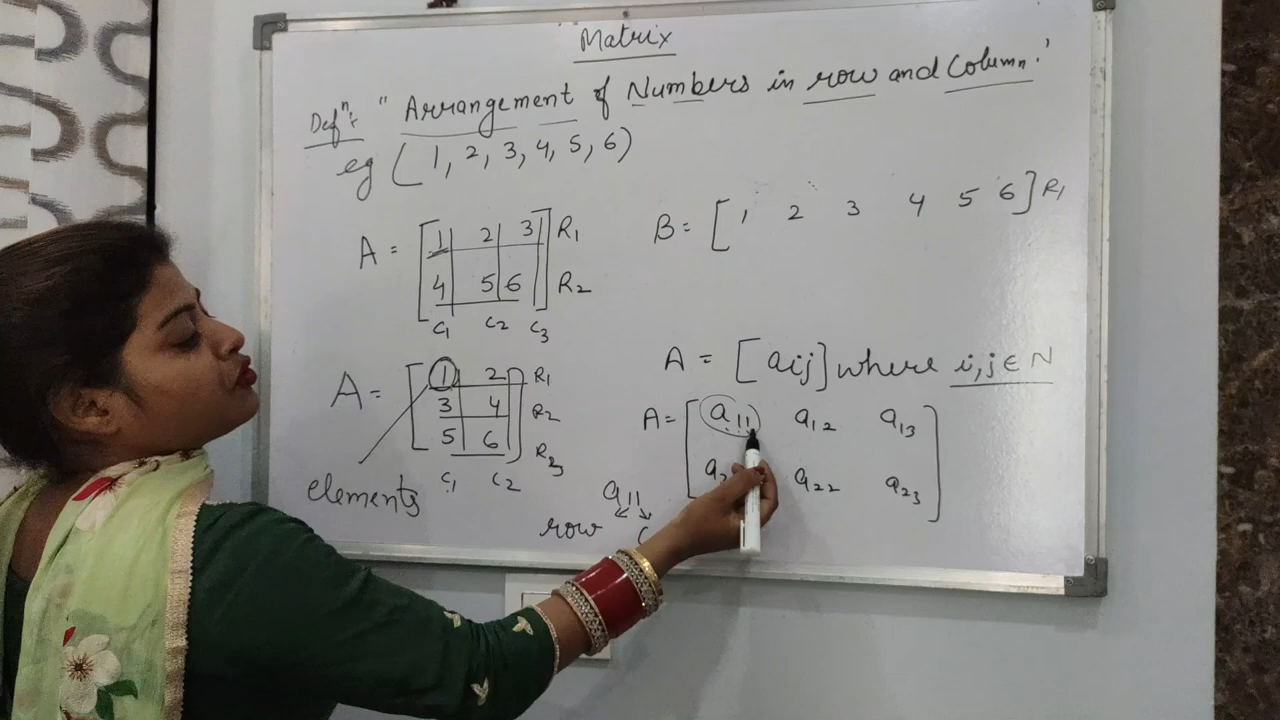 Matrix
Defn:- "Arrangement of Numbers in row and Column."
eg ( 1, 2, 3, 4, 5, 6)
A = [ 1 2 3 ] R1
4 5 6 R2
C1 C2 C3
B = [ 1 2 3 4 5 6 ] R1
A = [ 1 2 ] R1
3 4 R2
5 6 R3
C1 C2
elements
A = [aij] where i,j ∈ N
A = [ a11 a12 a13 ]
a22 a23
a11
row